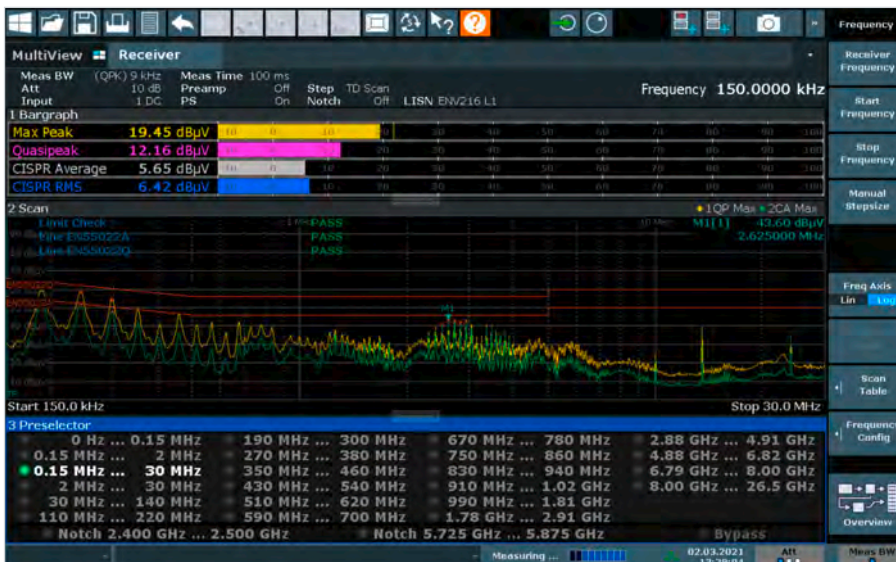 Frequency
MultiView Receiver
Receiver Frequency
Meas BW (QPK) 9 kHz Meas Time 100 ms
Att 10 dB Preamp Off Step TD Scan
Input 1 DC PS On Notch Off LISN ENV216 L1
Frequency 150.0000 kHz
Start Frequency
1 Bargraph
Max Peak 19.45 dBµV
Quasipeak 12.16 dBµV
CISPR Average 5.65 dBµV
CISPR RMS 6.42 dBµV
Stop Frequency
Manual Stepsize
2 Scan 1QP Max 2CA Max
Limit Check PASS M1[1] 43.60 dBµV
Line EN55022A PASS 2.625000 MHz
Line EN55022Q PASS
EN55022Q
EN55022A
M1
Freq Axis
Lin Log
Scan Table
Start 150.0 kHz Stop 30.0 MHz
Frequency Config
3 Preselector
0 Hz ... 0.15 MHz 190 MHz ... 300 MHz 670 MHz ... 780 MHz 2.88 GHz ... 4.91 GHz
0.15 MHz ... 2 MHz 270 MHz ... 380 MHz 750 MHz ... 860 MHz 4.88 GHz ... 6.82 GHz
0.15 MHz ... 30 MHz 350 MHz ... 460 MHz 830 MHz ... 940 MHz 6.79 GHz ... 8.00 GHz
2 MHz ... 30 MHz 430 MHz ... 540 MHz 910 MHz ... 1.02 GHz 8.00 GHz ... 26.5 GHz
30 MHz ... 140 MHz 510 MHz ... 620 MHz 990 MHz ... 1.81 GHz
110 MHz ... 220 MHz 590 MHz ... 700 MHz 1.78 GHz ... 2.91 GHz
Notch 2.400 GHz ... 2.500 GHz Notch 5.725 GHz ... 5.875 GHz Bypass
Overview
Measuring ... 02.03.2021 Att Meas BW